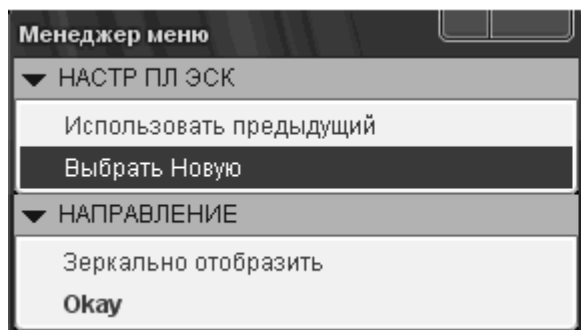 Менеджер меню
НАСТР ПЛ ЭСК
Использовать предыдущий
Выбрать Новую
НАПРАВЛЕНИЕ
Зеркально отобразить
Okay